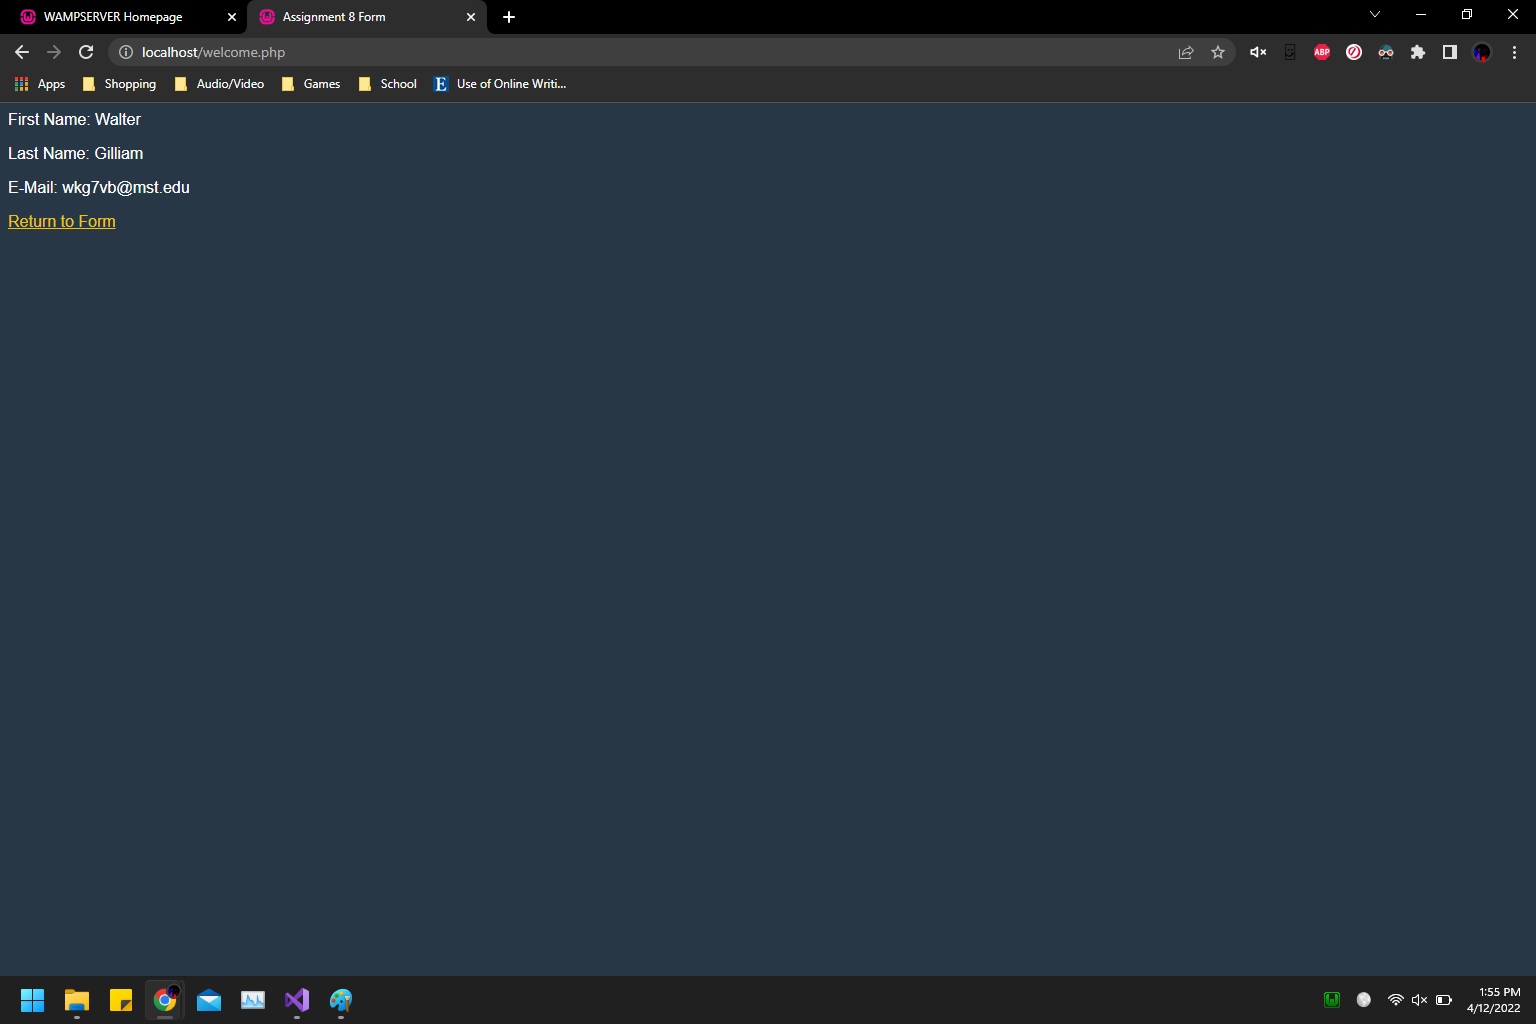 WAMPSERVER Homepage
Assignment 8 Form
localhost/welcome.php
ABP
Apps
Shopping
Audio/Video
Games
School
E
Use of Online Writi...
First Name: Walter
Last Name: Gilliam
E-Mail: wkg7vb@mst.edu
Return to Form
1:55 PM
4/12/2022